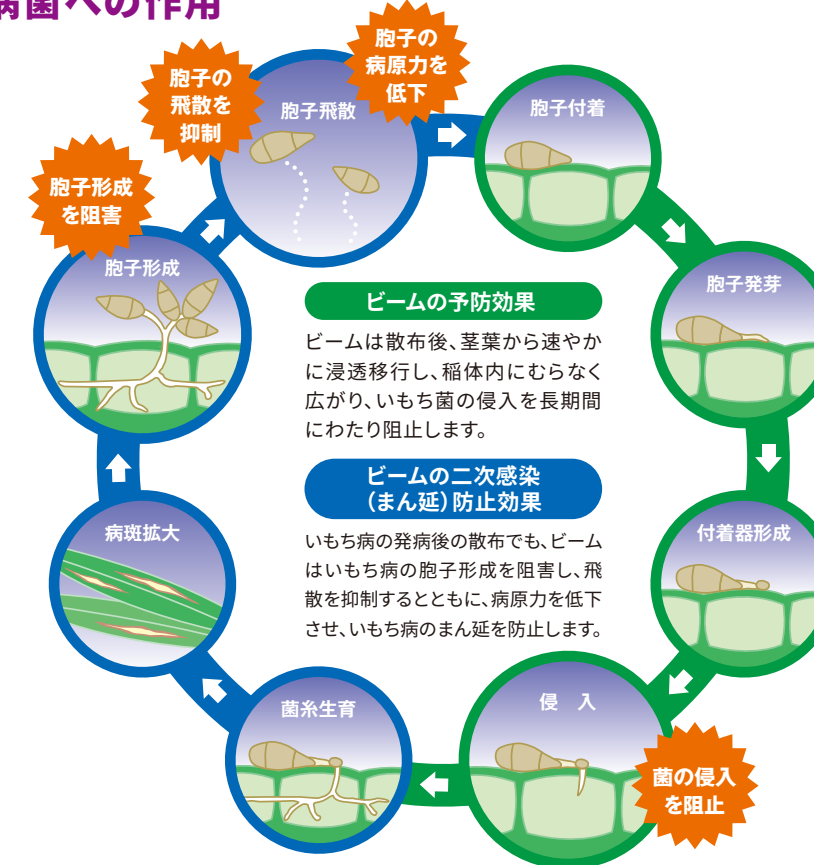 病菌への作用
胞子の
病原力を
低下
胞子の
飛散を
抑制
胞子飛散
胞子付着
胞子形成
を阻害
胞子形成
胞子発芽
ビームの予防効果
ビームは散布後、茎葉から速やか
に浸透移行し、稲体内にむらなく
広がり、いもち菌の侵入を長期間
にわたり阻止します。
ビームの二次感染
（まん延）防止効果
いもち病の発病後の散布でも、ビーム
はいもち病の胞子形成を阻害し、飛
散を抑制するとともに、病原力を低下
させ、いもち病のまん延を防止します。
病斑拡大
付着器形成
菌糸生育
侵　入
菌の侵入
を阻止